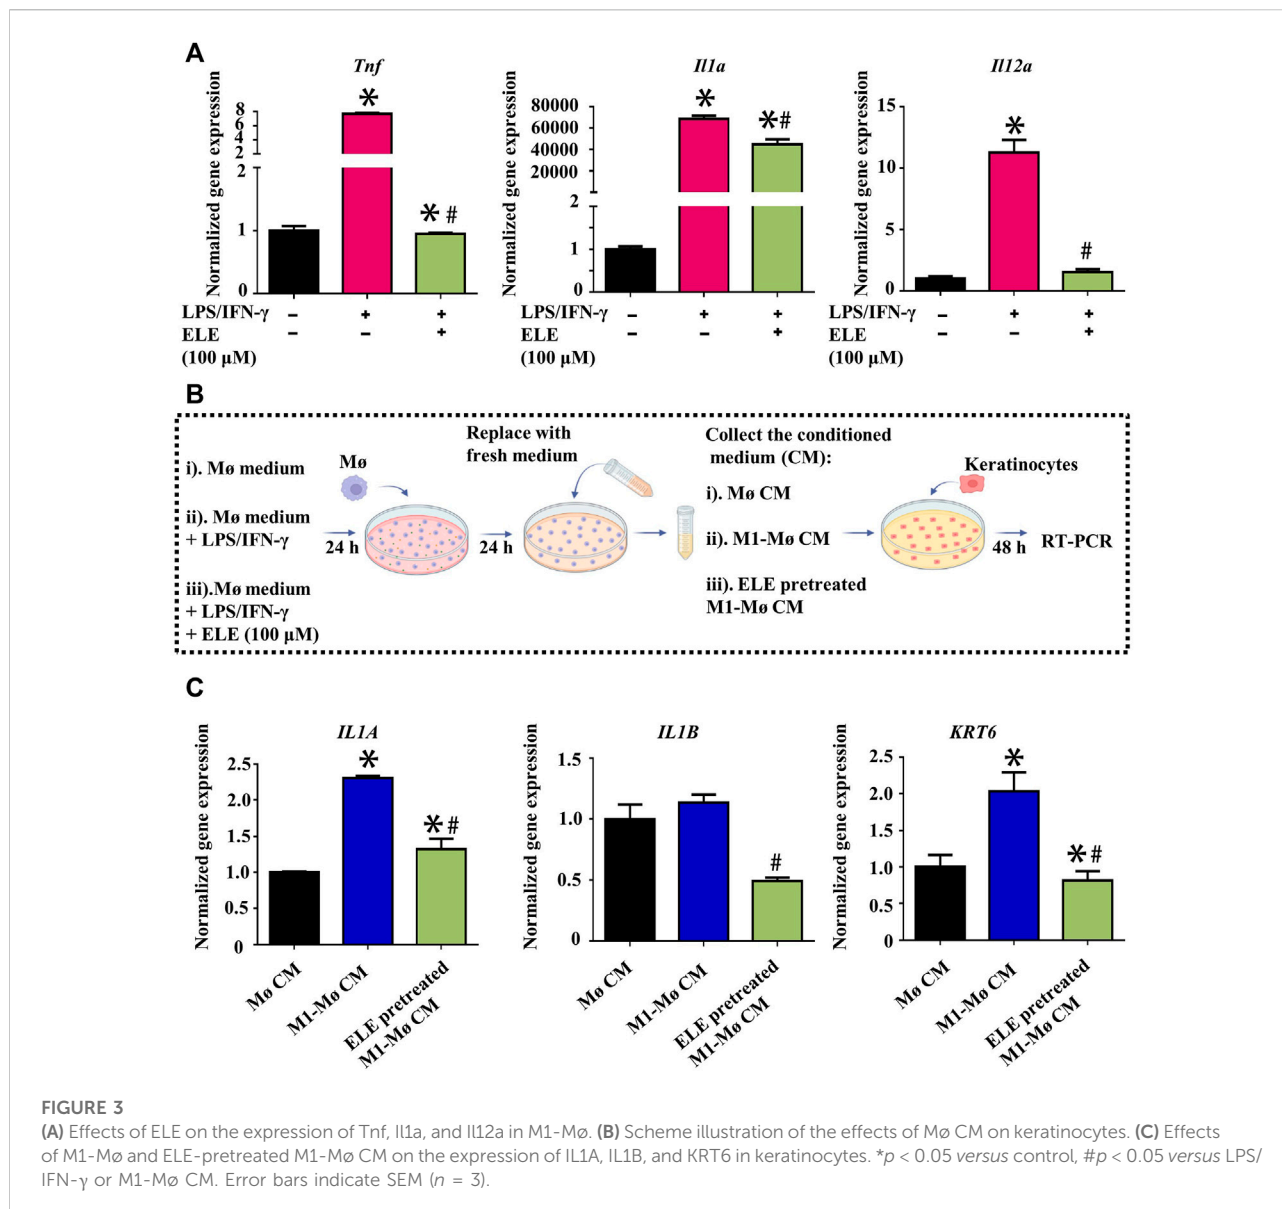 A
Tnf
Normalized gene expression
8
6
4
2
2
1
0
*
* #
LPS/IFN-γ – + +
ELE – – +
(100 μM)
Il1a
Normalized gene expression
80000
60000
40000
20000
2
1
0
*
*#
LPS/IFN-γ – + +
ELE – – +
(100 μM)
Il12a
Normalized gene expression
15
10
5
0
*
#
LPS/IFN-γ – + +
ELE – – +
(100 μM)
B
i). Mø medium
ii). Mø medium
+ LPS/IFN-γ
iii).Mø medium
+ LPS/IFN-γ
+ ELE (100 μM)
24 h
Mø
24 h
Replace with
fresh medium
Collect the conditioned
medium (CM):
i). Mø CM
ii). M1-Mø CM
iii). ELE pretreated
M1-Mø CM
Keratinocytes
48 h
RT-PCR
C
IL1A
Normalized gene expression
2.5
2.0
1.5
1.0
0.5
0
*
*#
Mø CM
M1-Mø CM
ELE pretreated
M1-Mø CM
IL1B
Normalized gene expression
1.5
1.0
0.5
0
#
Mø CM
M1-Mø CM
ELE pretreated
M1-Mø CM
KRT6
Normalized gene expression
2.5
2.0
1.5
1.0
0.5
0
*
*#
Mø CM
M1-Mø CM
ELE pretreated
M1-Mø CM
FIGURE 3
(A) Effects of ELE on the expression of Tnf, Il1a, and Il12a in M1-Mø. (B) Scheme illustration of the effects of Mø CM on keratinocytes. (C) Effects
of M1-Mø and ELE-pretreated M1-Mø CM on the expression of IL1A, IL1B, and KRT6 in keratinocytes. *p < 0.05 versus control, #p < 0.05 versus LPS/
IFN-γ or M1-Mø CM. Error bars indicate SEM (n = 3).